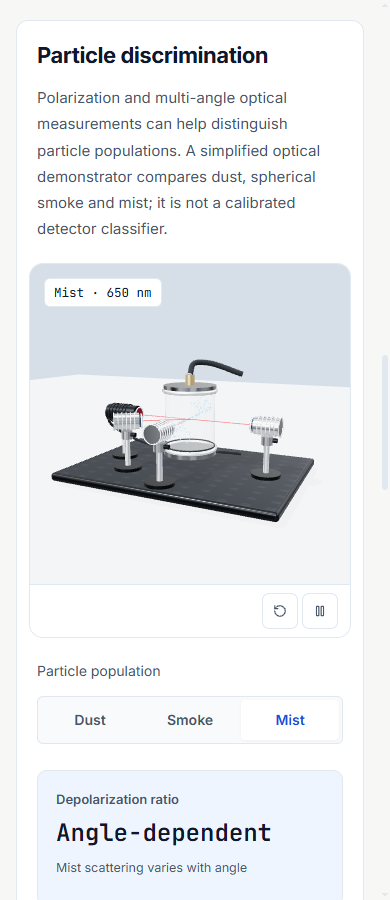 Particle discrimination
Polarization and multi-angle optical
measurements can help distinguish
particle populations. A simplified optical
demonstrator compares dust, spherical
smoke and mist; it is not a calibrated
detector classifier.
Mist · 650 nm
Particle population
Dust
Smoke
Mist
Depolarization ratio
Angle-dependent
Mist scattering varies with angle